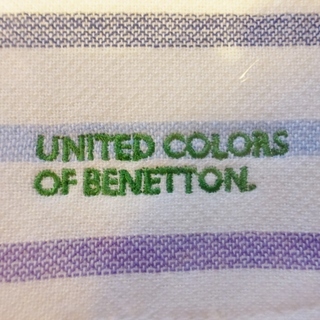 UNITED COLORS
OF BENETTON.